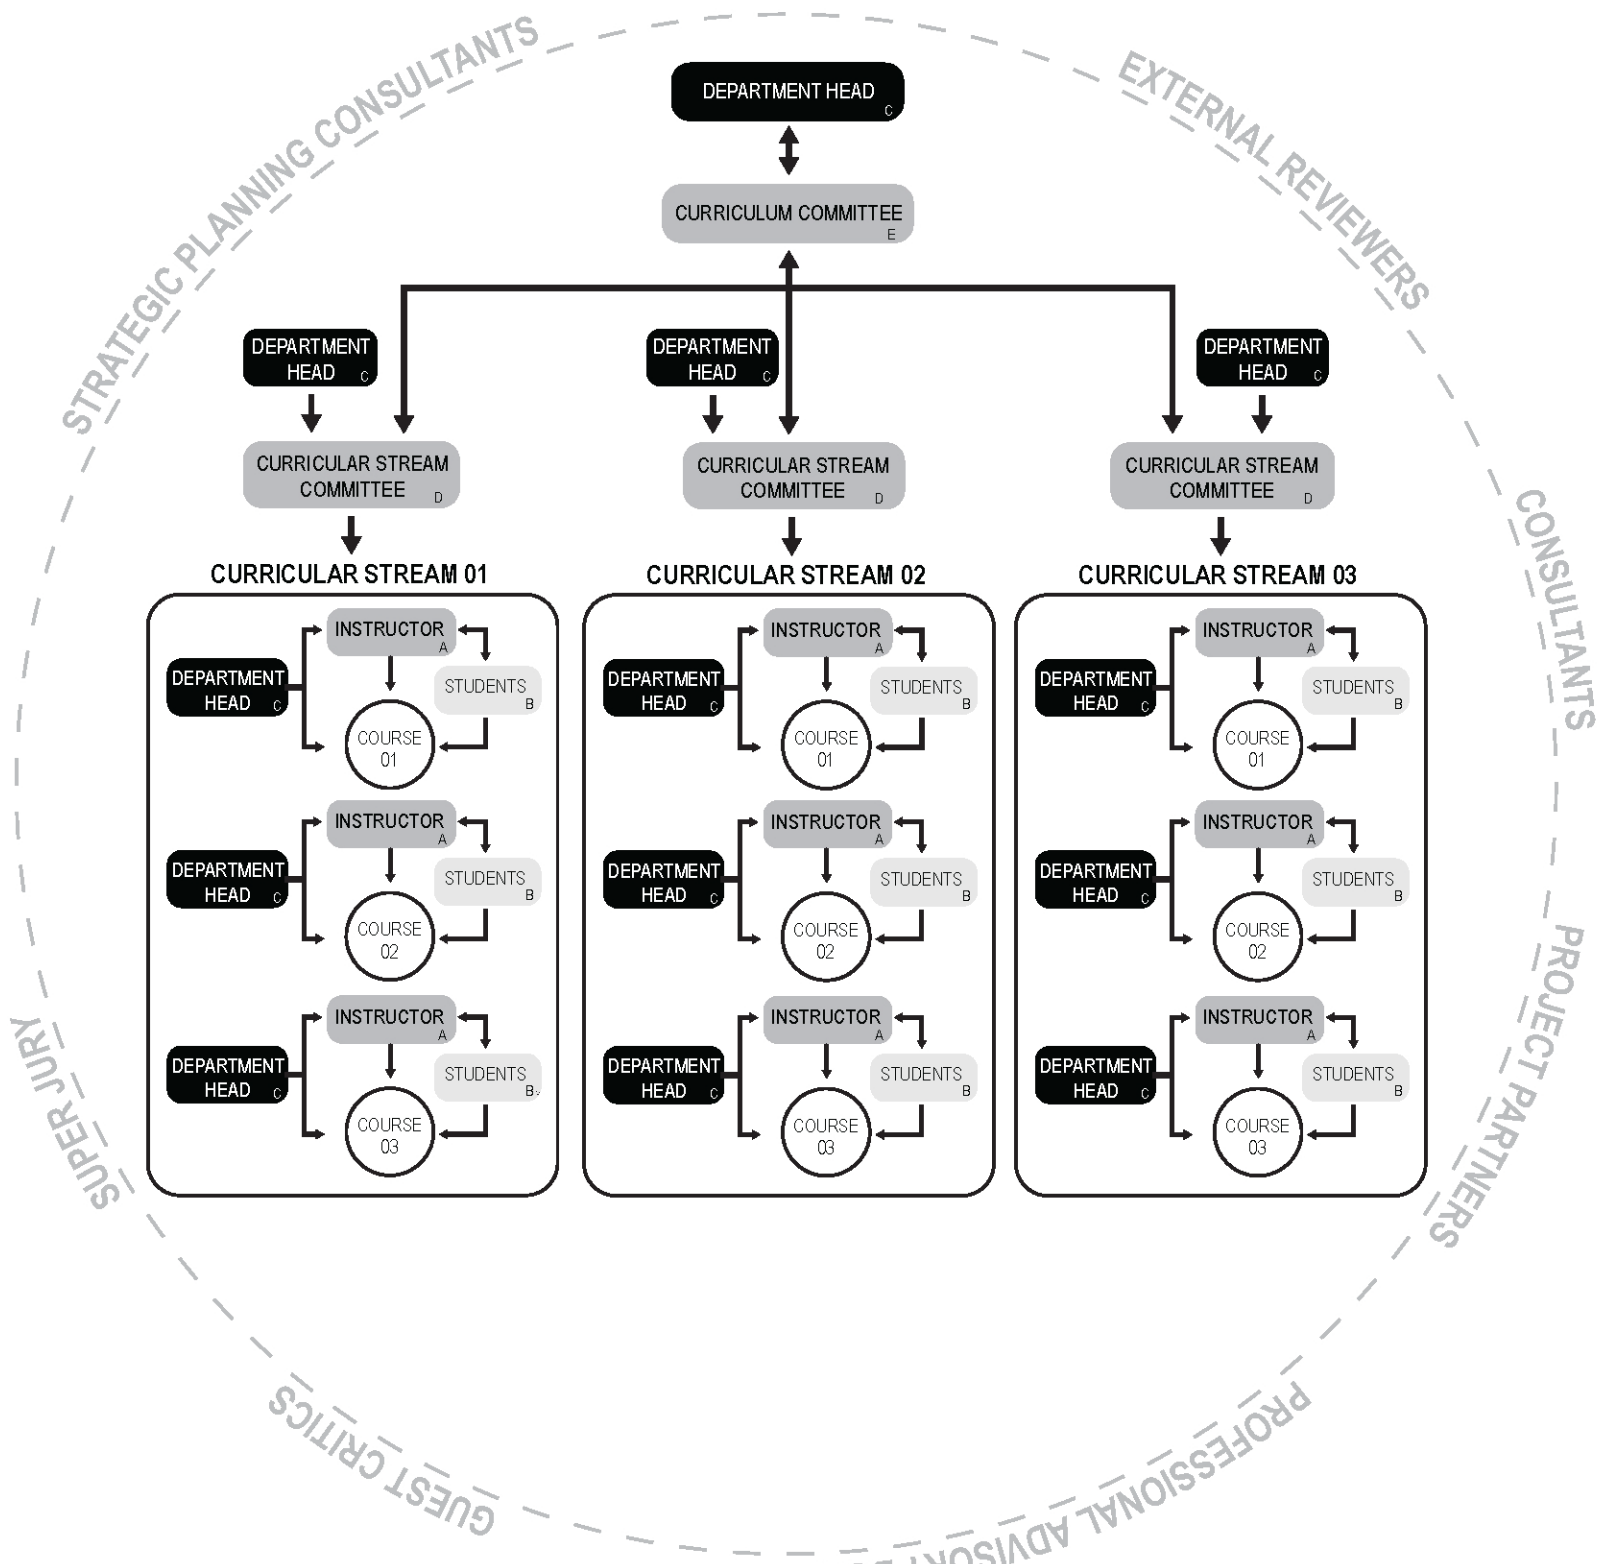 STRATEGIC PLANNING CONSULTANTS
EXTERNAL REVIEWERS
CONSULTANTS
PROJECT PARTNERS
PROFESSIONAL ADVISORY
GUEST CRITICS
SUPER JURY
DEPARTMENT HEAD
C
CURRICULUM COMMITTEE
E
DEPARTMENT
HEAD C
DEPARTMENT
HEAD C
DEPARTMENT
HEAD C
CURRICULAR STREAM
COMMITTEE D
CURRICULAR STREAM
COMMITTEE D
CURRICULAR STREAM
COMMITTEE D
CURRICULAR STREAM 01
INSTRUCTOR
A
DEPARTMENT
HEAD C
STUDENTS
B
COURSE
01
INSTRUCTOR
A
DEPARTMENT
HEAD C
STUDENTS
B
COURSE
02
INSTRUCTOR
A
DEPARTMENT
HEAD C
STUDENTS
B
COURSE
03
CURRICULAR STREAM 02
INSTRUCTOR
A
DEPARTMENT
HEAD C
STUDENTS
B
COURSE
01
INSTRUCTOR
A
DEPARTMENT
HEAD C
STUDENTS
B
COURSE
02
INSTRUCTOR
A
DEPARTMENT
HEAD C
STUDENTS
B
COURSE
03
CURRICULAR STREAM 03
INSTRUCTOR
A
DEPARTMENT
HEAD C
STUDENTS
B
COURSE
01
INSTRUCTOR
A
DEPARTMENT
HEAD C
STUDENTS
B
COURSE
02
INSTRUCTOR
A
DEPARTMENT
HEAD C
STUDENTS
B
COURSE
03